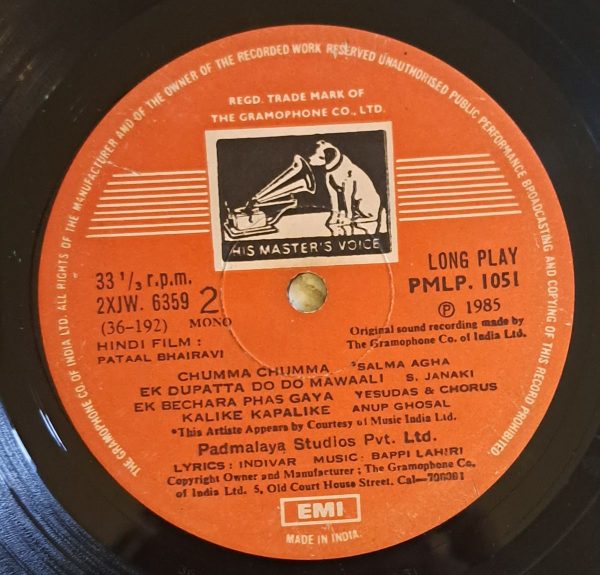 THE GRAMOPHONE CO. OF INDIA LTD. ALL RIGHTS OF THE MANUFACTURER AND OF THE OWNER OF THE RECORDED WORK RESERVED UNAUTHORISED PUBLIC PERFORMANCE BROADCASTING AND COPYING OF THIS RECORD PROHIBITED.
REGD. TRADE MARK OF
THE GRAMOPHONE CO., LTD.
HIS MASTER'S VOICE
33 1/3 r.p.m.
2XJW. 6359 2
(36-192) MONO
HINDI FILM :
PATAAL BHAIRAVI
LONG PLAY
PMLP. 1051
Ⓟ 1985
Original sound recording made by
The Gramophone Co. of India Ltd.
CHUMMA CHUMMA *SALMA AGHA
EK DUPATTA DO DO MAWAALI S. JANAKI
EK BECHARA PHAS GAYA YESUDAS & CHORUS
KALIKE KAPALIKE ANUP GHOSAL
*This Artiste Appears by Courtesy of Music India Ltd.
Padmalaya Studios Pvt. Ltd.
LYRICS : INDIVAR MUSIC: BAPPI LAHIRI
Copyright Owner and Manufacturer ; The Gramophone Co.
of India Ltd. 5, Old Court House Street. Cal-700001
EMI
MADE IN INDIA.